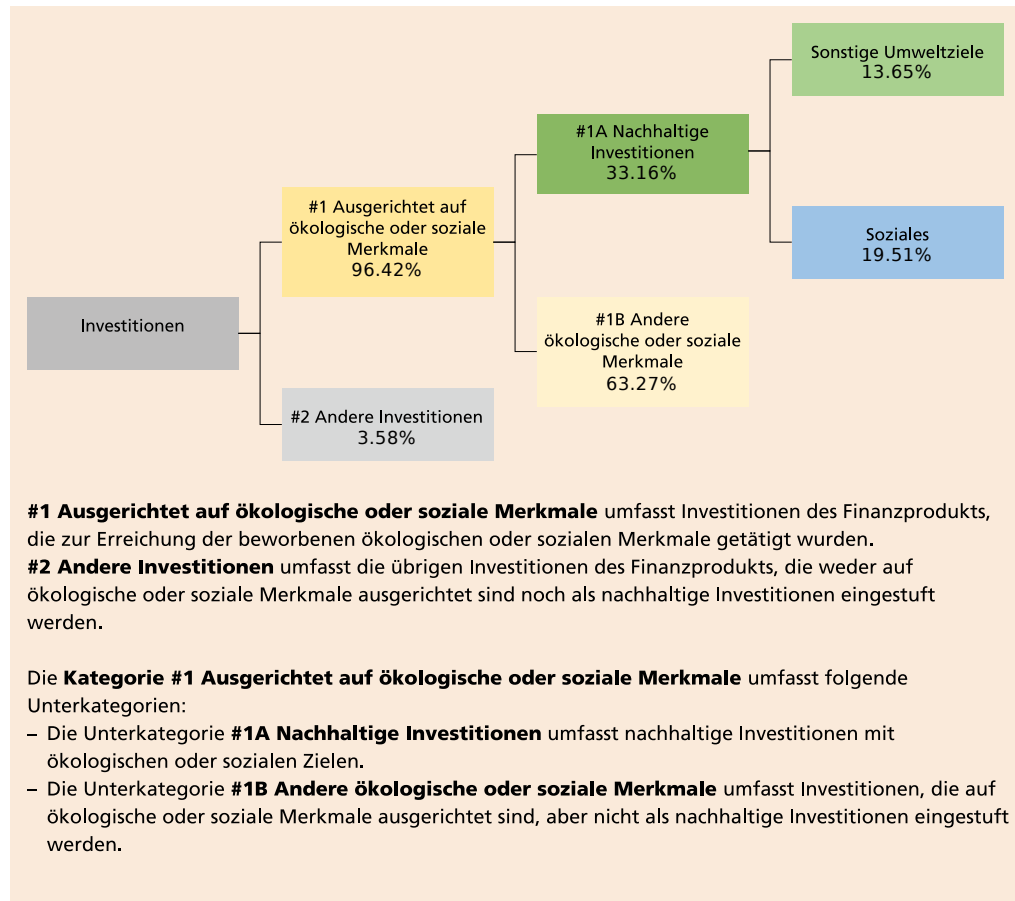 Sonstige Umweltziele
13.65%
#1A Nachhaltige
Investitionen
33.16%
#1 Ausgerichtet auf
ökologische oder soziale
Merkmale
96.42%
Soziales
19.51%
Investitionen
#1B Andere
ökologische oder soziale
Merkmale
63.27%
#2 Andere Investitionen
3.58%
#1 Ausgerichtet auf ökologische oder soziale Merkmale umfasst Investitionen des Finanzprodukts,
die zur Erreichung der beworbenen ökologischen oder sozialen Merkmale getätigt wurden.
#2 Andere Investitionen umfasst die übrigen Investitionen des Finanzprodukts, die weder auf
ökologische oder soziale Merkmale ausgerichtet sind noch als nachhaltige Investitionen eingestuft
werden.
Die Kategorie #1 Ausgerichtet auf ökologische oder soziale Merkmale umfasst folgende
Unterkategorien:
– Die Unterkategorie #1A Nachhaltige Investitionen umfasst nachhaltige Investitionen mit
ökologischen oder sozialen Zielen.
– Die Unterkategorie #1B Andere ökologische oder soziale Merkmale umfasst Investitionen, die auf
ökologische oder soziale Merkmale ausgerichtet sind, aber nicht als nachhaltige Investitionen eingestuft
werden.